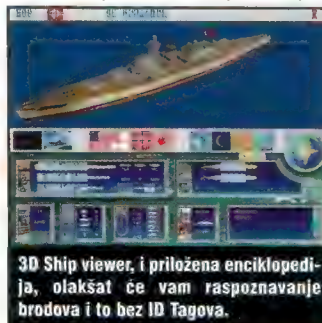 3D Ship viewer, i priložena enciklopedi-
ja, olakšat će vam raspoznavanje
brodova i to bez ID Tagova.